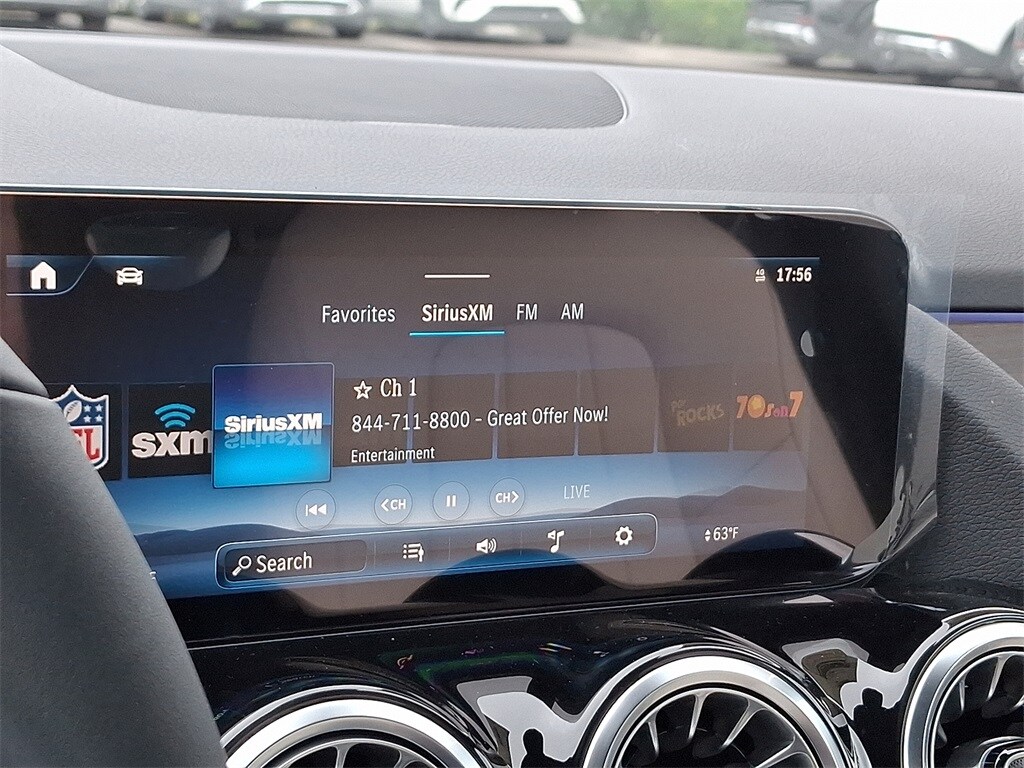 4G 17:56
Favorites SiriusXM FM AM
Ch 1
844-711-8800 - Great Offer Now!
Entertainment
sxm
SiriusXM
ROCKS
70s on 7
CH CH LIVE
Search
63°F